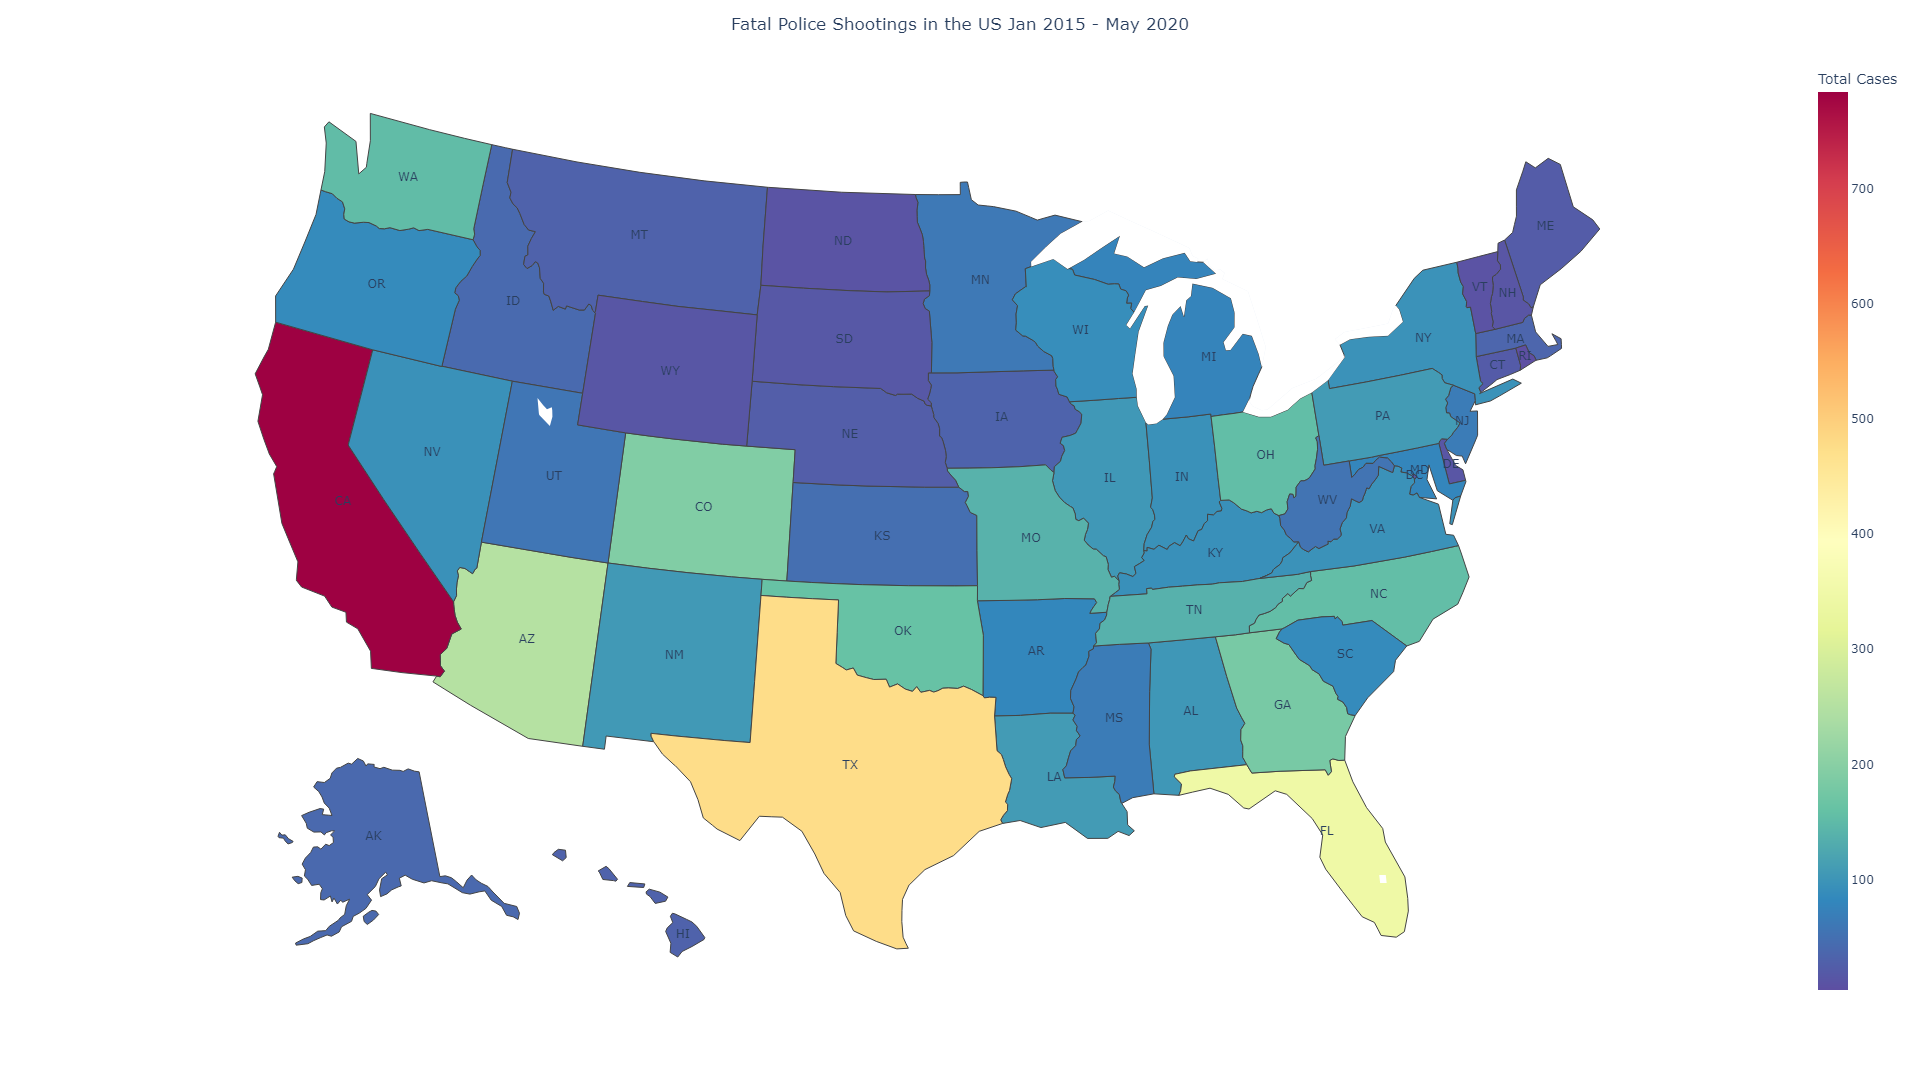 Fatal Police Shootings in the US Jan 2015 - May 2020
Total Cases
700
600
500
400
300
200
100
WA
MT
ND
MN
ME
OR
ID
SD
WI
VT
NH
NY
MA
WY
MI
CT
RI
NE
IA
PA
NJ
CA
NV
UT
CO
KS
MO
IL
IN
OH
WV
MD
DC
DE
KY
VA
AZ
NM
OK
AR
TN
NC
SC
TX
LA
MS
AL
GA
FL
AK
HI